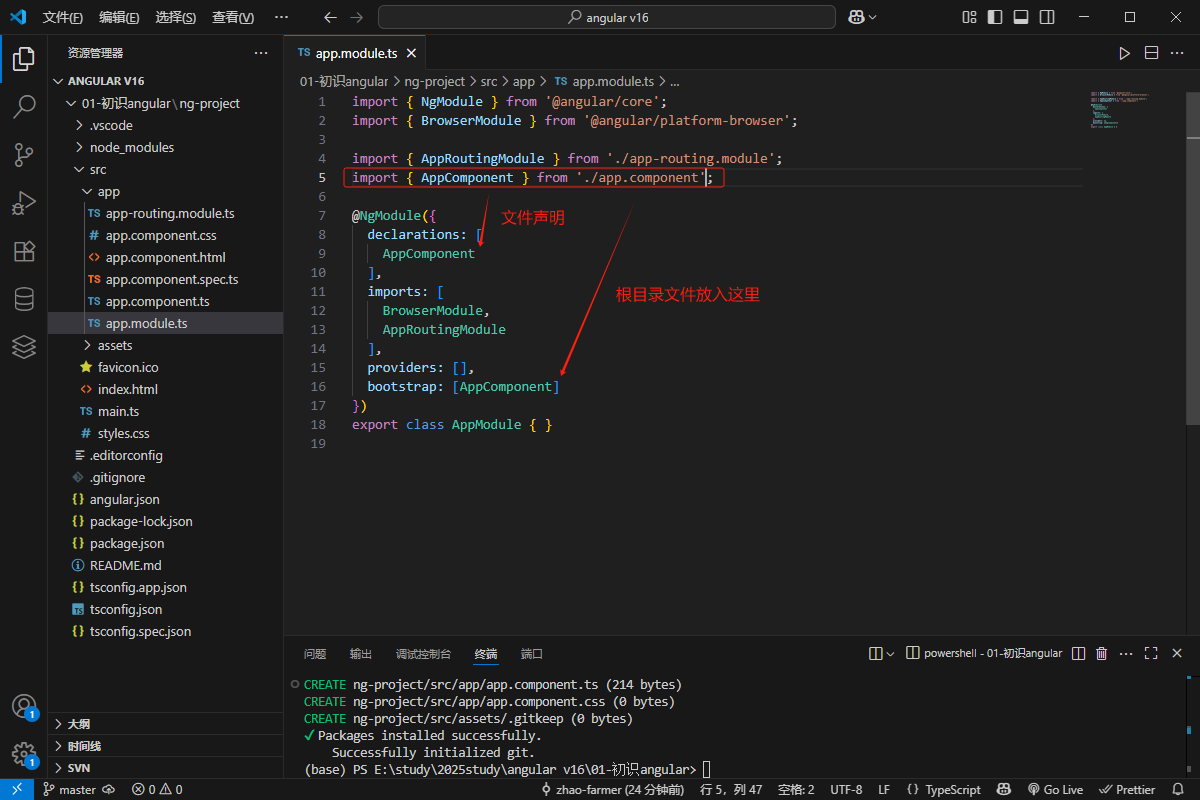 文件(F) 编辑(E) 选择(S) 查看(V) ··· angular v16
资源管理器 ···
ANGULAR V16
01-初识angular\ng-project
.vscode
node_modules
src
app
TS app-routing.module.ts
# app.component.css
<> app.component.html
TS app.component.spec.ts
TS app.component.ts
TS app.module.ts
assets
favicon.ico
<> index.html
TS main.ts
# styles.css
.editorconfig
.gitignore
{} angular.json
{} package-lock.json
{} package.json
README.md
{} tsconfig.app.json
TS tsconfig.json
{} tsconfig.spec.json
大纲
时间线
SVN
1
1
TS app.module.ts
01-初识angular > ng-project > src > app > TS app.module.ts > ...
1 import { NgModule } from '@angular/core';
2 import { BrowserModule } from '@angular/platform-browser';
3
4 import { AppRoutingModule } from './app-routing.module';
5 import { AppComponent } from './app.component';
6
7 @NgModule({
文件声明
8 declarations: [
9 AppComponent
10 ],
11 imports: [
根目录文件放入这里
12 BrowserModule,
13 AppRoutingModule
14 ],
15 providers: [],
16 bootstrap: [AppComponent]
17 })
18 export class AppModule { }
19
问题 输出 调试控制台 终端 端口 powershell - 01-初识angular
CREATE ng-project/src/app/app.component.ts (214 bytes)
CREATE ng-project/src/app/app.component.css (0 bytes)
CREATE ng-project/src/assets/.gitkeep (0 bytes)
✓ Packages installed successfully.
Successfully initialized git.
(base) PS E:\study\2025study\angular v16\01-初识angular>
master 0 0 zhao-farmer (24 分钟前) 行 5，列 47 空格: 2 UTF-8 LF {} TypeScript Go Live Prettier